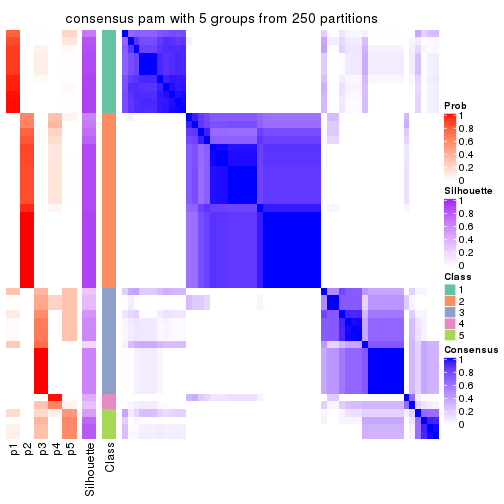 consensus pam with 5 groups from 250 partitions
Prob
1
0.8
0.6
0.4
0.2
0
Silhouette
1
0.8
0.6
0.4
0.2
0
Class
1
2
3
4
5
Consensus
1
0.8
0.6
0.4
0.2
0
p1
p2
p3
p4
p5
Silhouette
Class